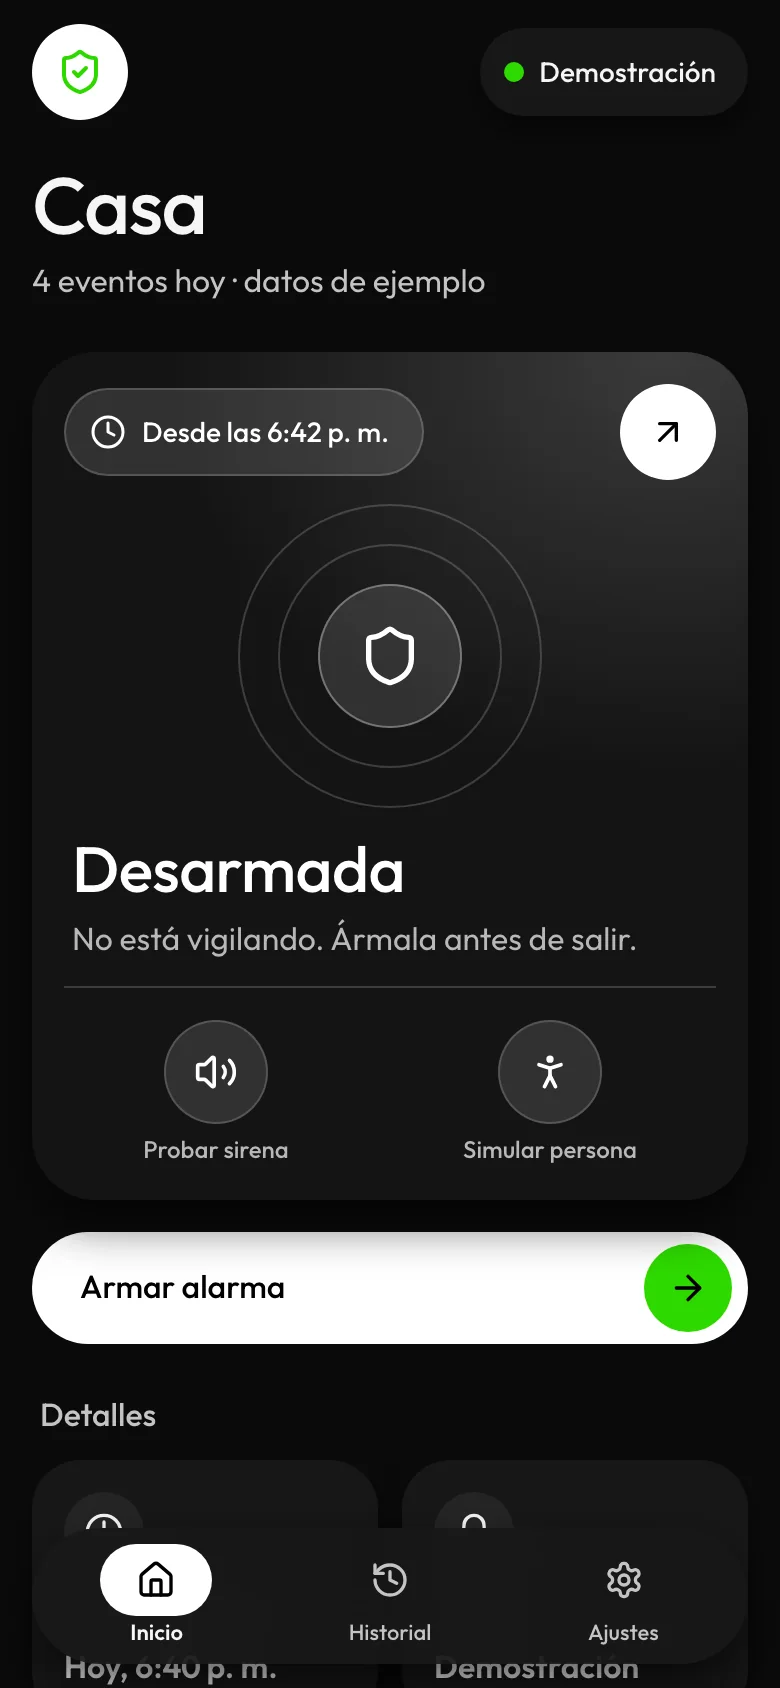 Demostración
Casa
4 eventos hoy · datos de ejemplo
Desde las 6:42 p. m.
Desarmada
No está vigilando. Ármala antes de salir.
Probar sirena
Simular persona
Armar alarma
Detalles
Inicio
Historial
Ajustes
Hoy, 6:40 p. m.
Demostración